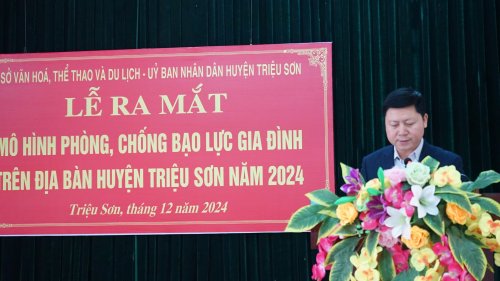 SỞ VĂN HOÁ, THỂ THAO VÀ DU LỊCH - UỶ BAN NHÂN DÂN HUYỆN TRIỆU SƠN
LỄ RA MẮT
MÔ HÌNH PHÒNG, CHỐNG BẠO LỰC GIA ĐÌNH
TRÊN ĐỊA BÀN HUYỆN TRIỆU SƠN NĂM 2024
Triệu Sơn, tháng 12 năm 2024